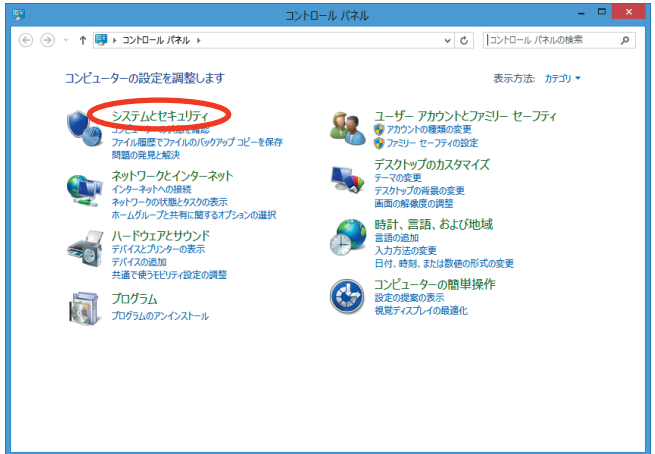 コントロール パネル
コントロール パネル
コントロール パネルの検索
コンピューターの設定を調整します
表示方法: カテゴリ
システムとセキュリティ
コンピューターの状態を確認
ファイル履歴でファイルのバックアップ コピーを保存
問題の発見と解決
ネットワークとインターネット
インターネットへの接続
ネットワークの状態とタスクの表示
ホームグループと共有に関するオプションの選択
ハードウェアとサウンド
デバイスとプリンターの表示
デバイスの追加
共通で使うモビリティ設定の調整
プログラム
プログラムのアンインストール
ユーザー アカウントとファミリー セーフティ
アカウントの種類の変更
ファミリー セーフティの設定
デスクトップのカスタマイズ
テーマの変更
デスクトップの背景の変更
画面の解像度の調整
時計、言語、および地域
言語の追加
入力方法の変更
日付、時刻、または数値の形式の変更
コンピューターの簡単操作
設定の提案の表示
視覚ディスプレイの最適化